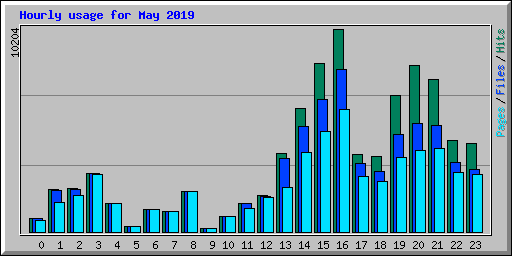 Hourly usage for May 2019
10204
Pages/Files/Hits
0 1 2 3 4 5 6 7 8 9 10 11 12 13 14 15 16 17 18 19 20 21 22 23